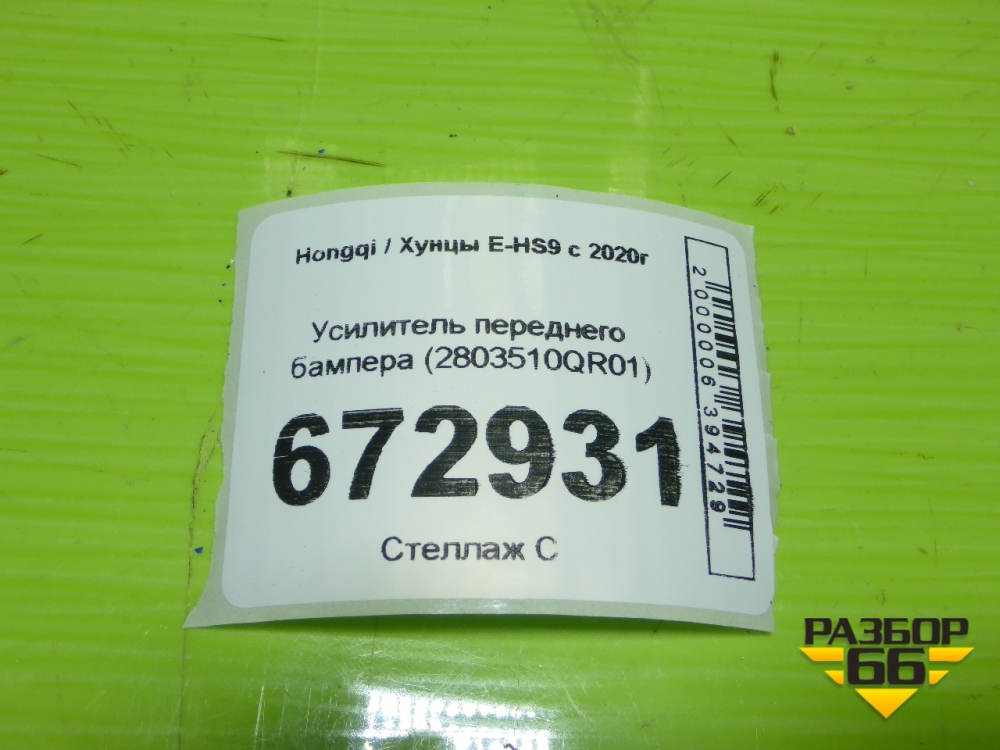 Hongqi / Хунцы E-HS9 с 2020г
Усилитель переднего
бампера (2803510QR01)
672931
Стеллаж С
2000006394729
РАЗБОР
66